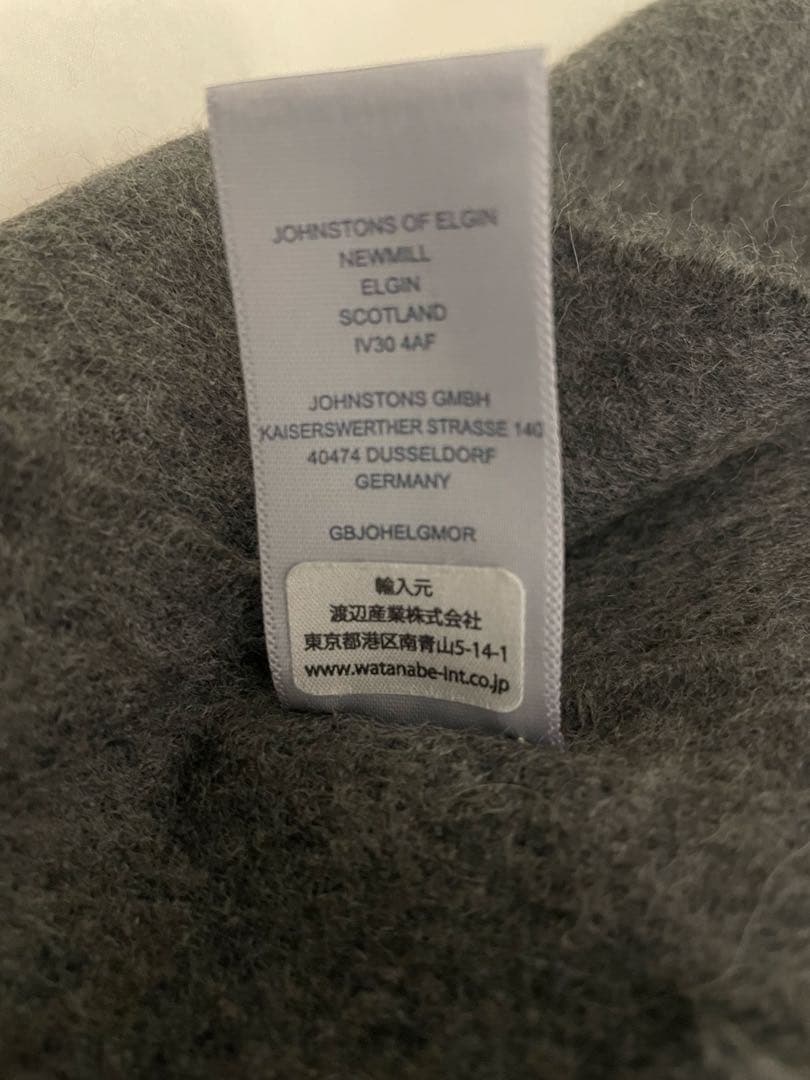 JOHNSTONS OF ELGIN
NEWMILL
ELGIN
SCOTLAND
IV30 4AF
JOHNSTONS GMBH
KAISERSWERTHER STRASSE 140
40474 DUSSELDORF
GERMANY
GBJOHELGMOR
輸入元
渡辺産業株式会社
東京都港区南青山5-14-1
www.watanabe-int.co.jp